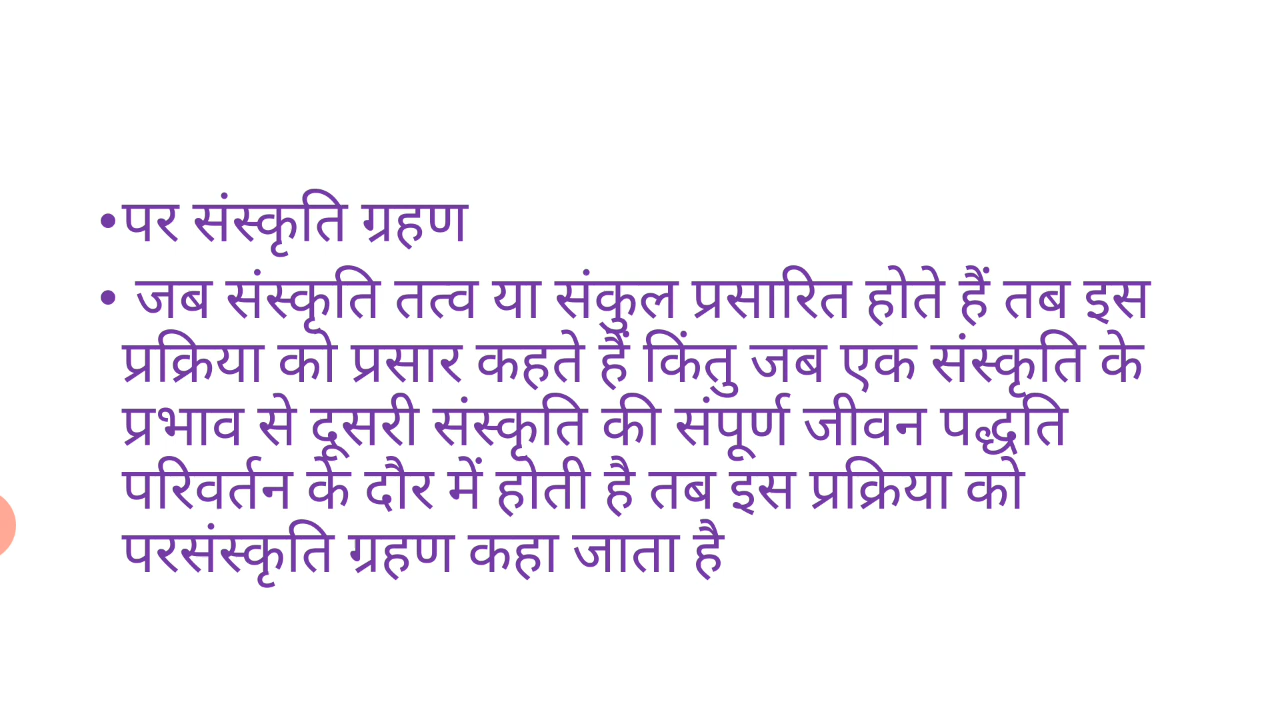 •पर संस्कृति ग्रहण
• जब संस्कृति तत्व या संकुल प्रसारित होते हैं तब इस
प्रक्रिया को प्रसार कहते हैं किंतु जब एक संस्कृति के
प्रभाव से दूसरी संस्कृति की संपूर्ण जीवन पद्धति
परिवर्तन के दौर में होती है तब इस प्रक्रिया को
परसंस्कृति ग्रहण कहा जाता है